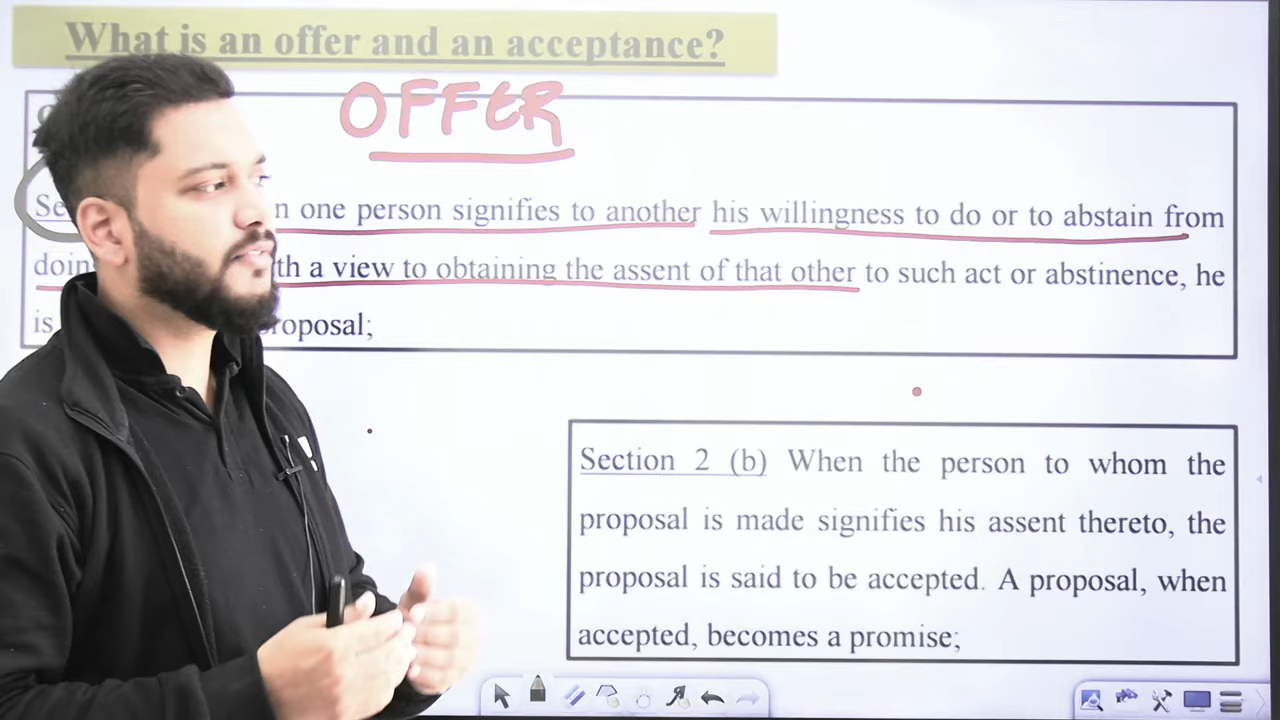 What is an offer and an acceptance?
OFFER
n one person signifies to another his willingness to do or to abstain from
doin th a view to obtaining the assent of that other to such act or abstinence, he
is roposal;
Section 2 (b) When the person to whom the
proposal is made signifies his assent thereto, the
proposal is said to be accepted. A proposal, when
accepted, becomes a promise;